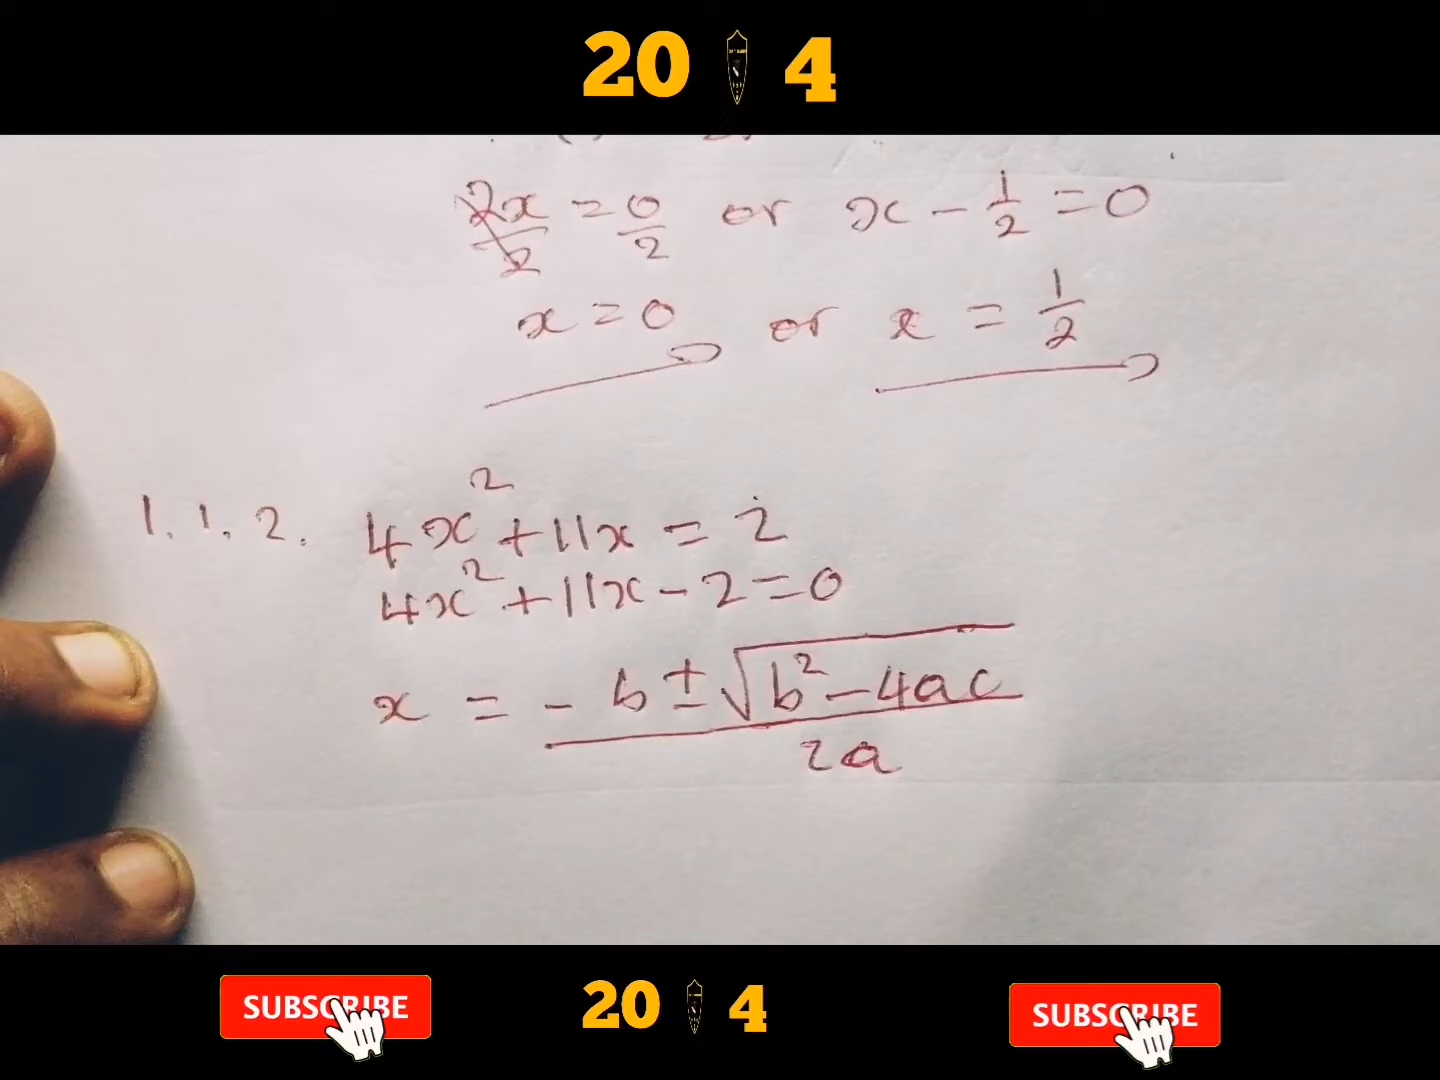 20 4
2x/2 = 0/2 or x - 1/2 = 0
x = 0 or x = 1/2
1.1.2. 4x² + 11x = 2
4x² + 11x - 2 = 0
x = -b ± √(b² - 4ac) / 2a
SUBSCRIBE 20 4 SUBSCRIBE